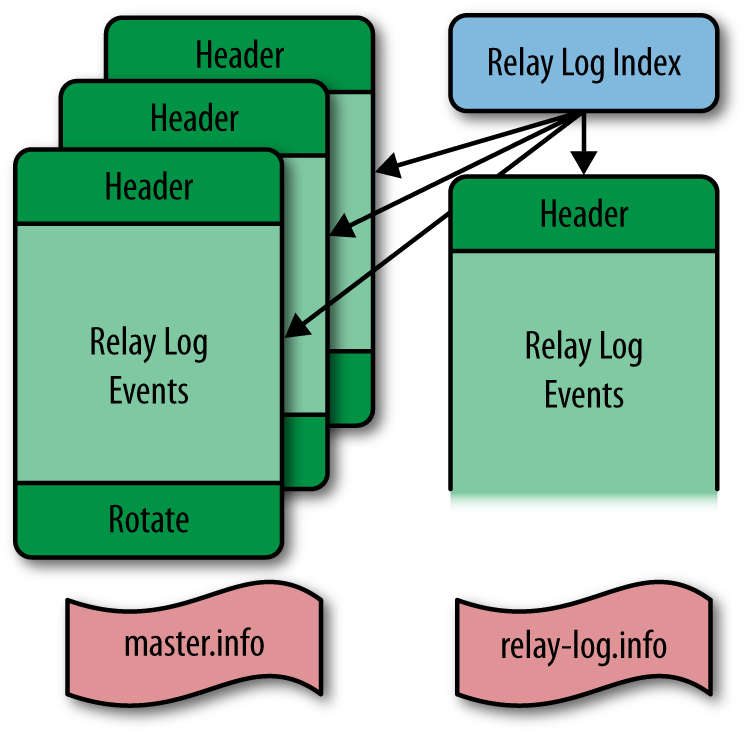 Header
Header
Header
Relay Log
Events
Rotate
Relay Log Index
Header
Relay Log
Events
master.info
relay-log.info